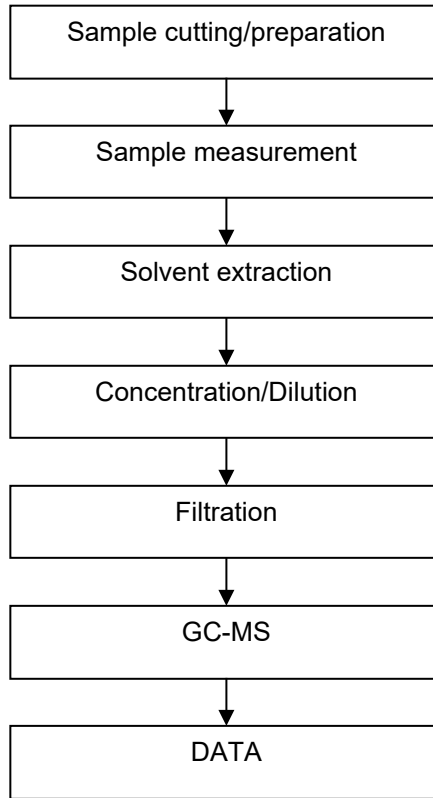 Sample cutting/preparation
Sample measurement
Solvent extraction
Concentration/Dilution
Filtration
GC-MS
DATA